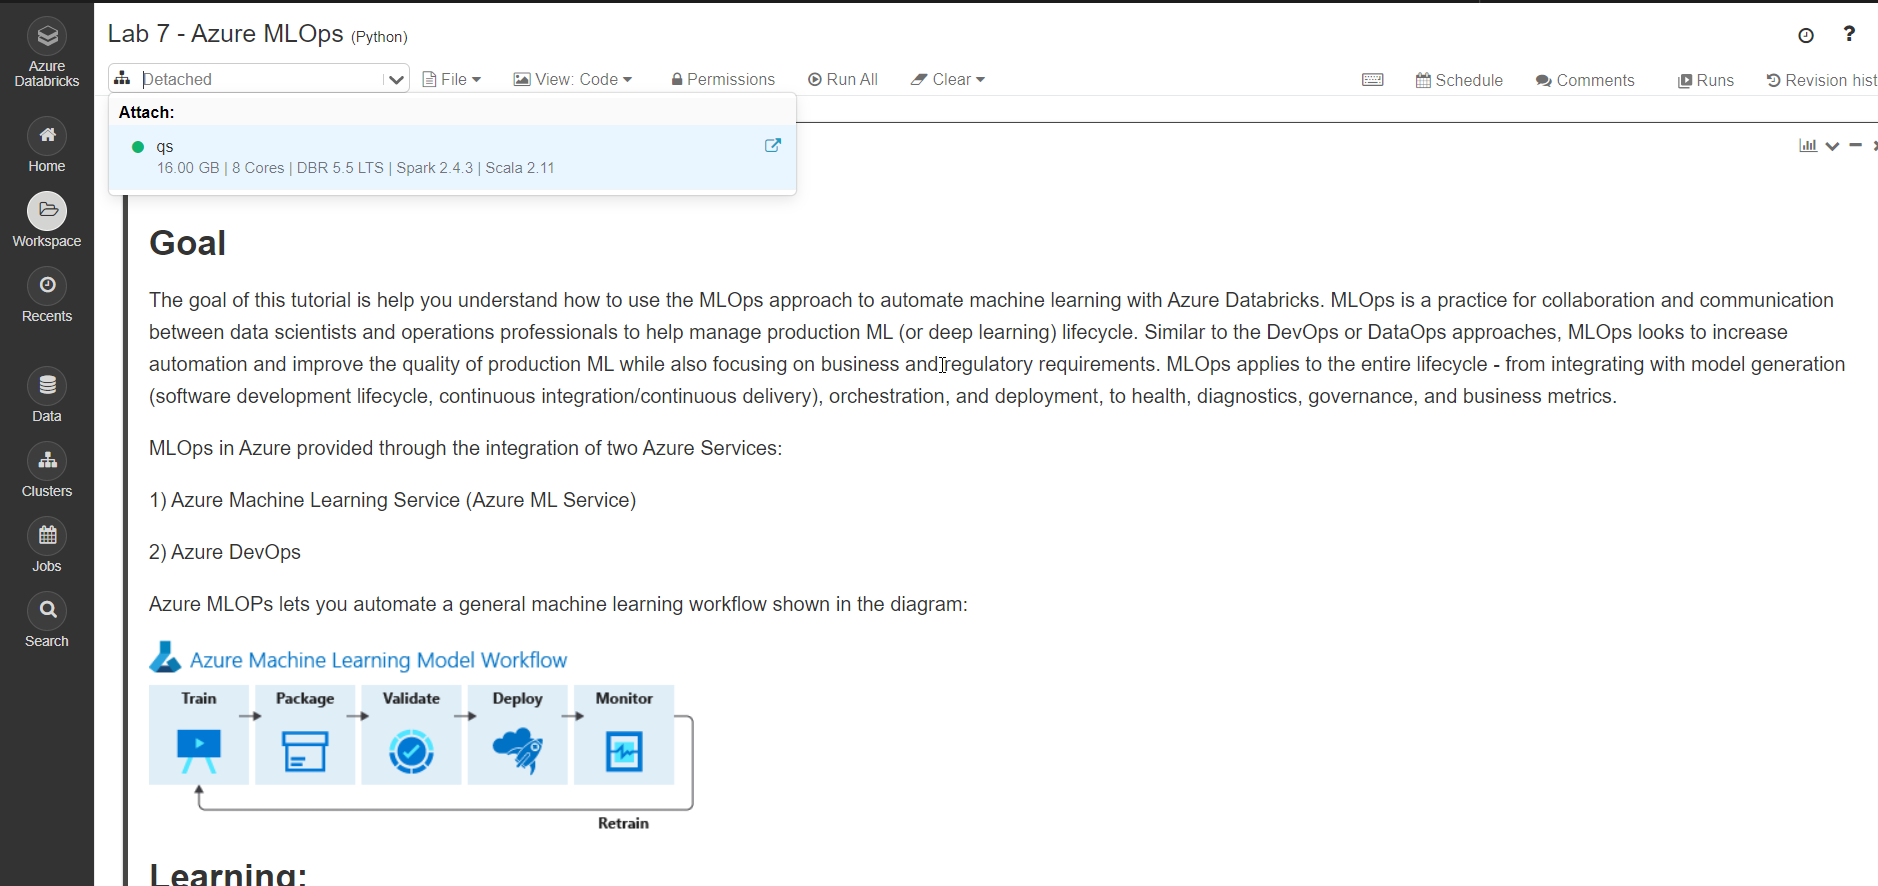 Azure
Databricks
Home
Workspace
Recents
Data
Clusters
Jobs
Search
Lab 7 - Azure MLOps (Python)
?
Detached
File
View: Code
Permissions
Run All
Clear
Schedule
Comments
Runs
Revision hist
Attach:
qs
16.00 GB | 8 Cores | DBR 5.5 LTS | Spark 2.4.3 | Scala 2.11
Goal
The goal of this tutorial is help you understand how to use the MLOps approach to automate machine learning with Azure Databricks. MLOps is a practice for collaboration and communication
between data scientists and operations professionals to help manage production ML (or deep learning) lifecycle. Similar to the DevOps or DataOps approaches, MLOps looks to increase
automation and improve the quality of production ML while also focusing on business and regulatory requirements. MLOps applies to the entire lifecycle - from integrating with model generation
(software development lifecycle, continuous integration/continuous delivery), orchestration, and deployment, to health, diagnostics, governance, and business metrics.
MLOps in Azure provided through the integration of two Azure Services:
1) Azure Machine Learning Service (Azure ML Service)
2) Azure DevOps
Azure MLOPs lets you automate a general machine learning workflow shown in the diagram:
Azure Machine Learning Model Workflow
Train
Package
Validate
Deploy
Monitor
Retrain
Learning: